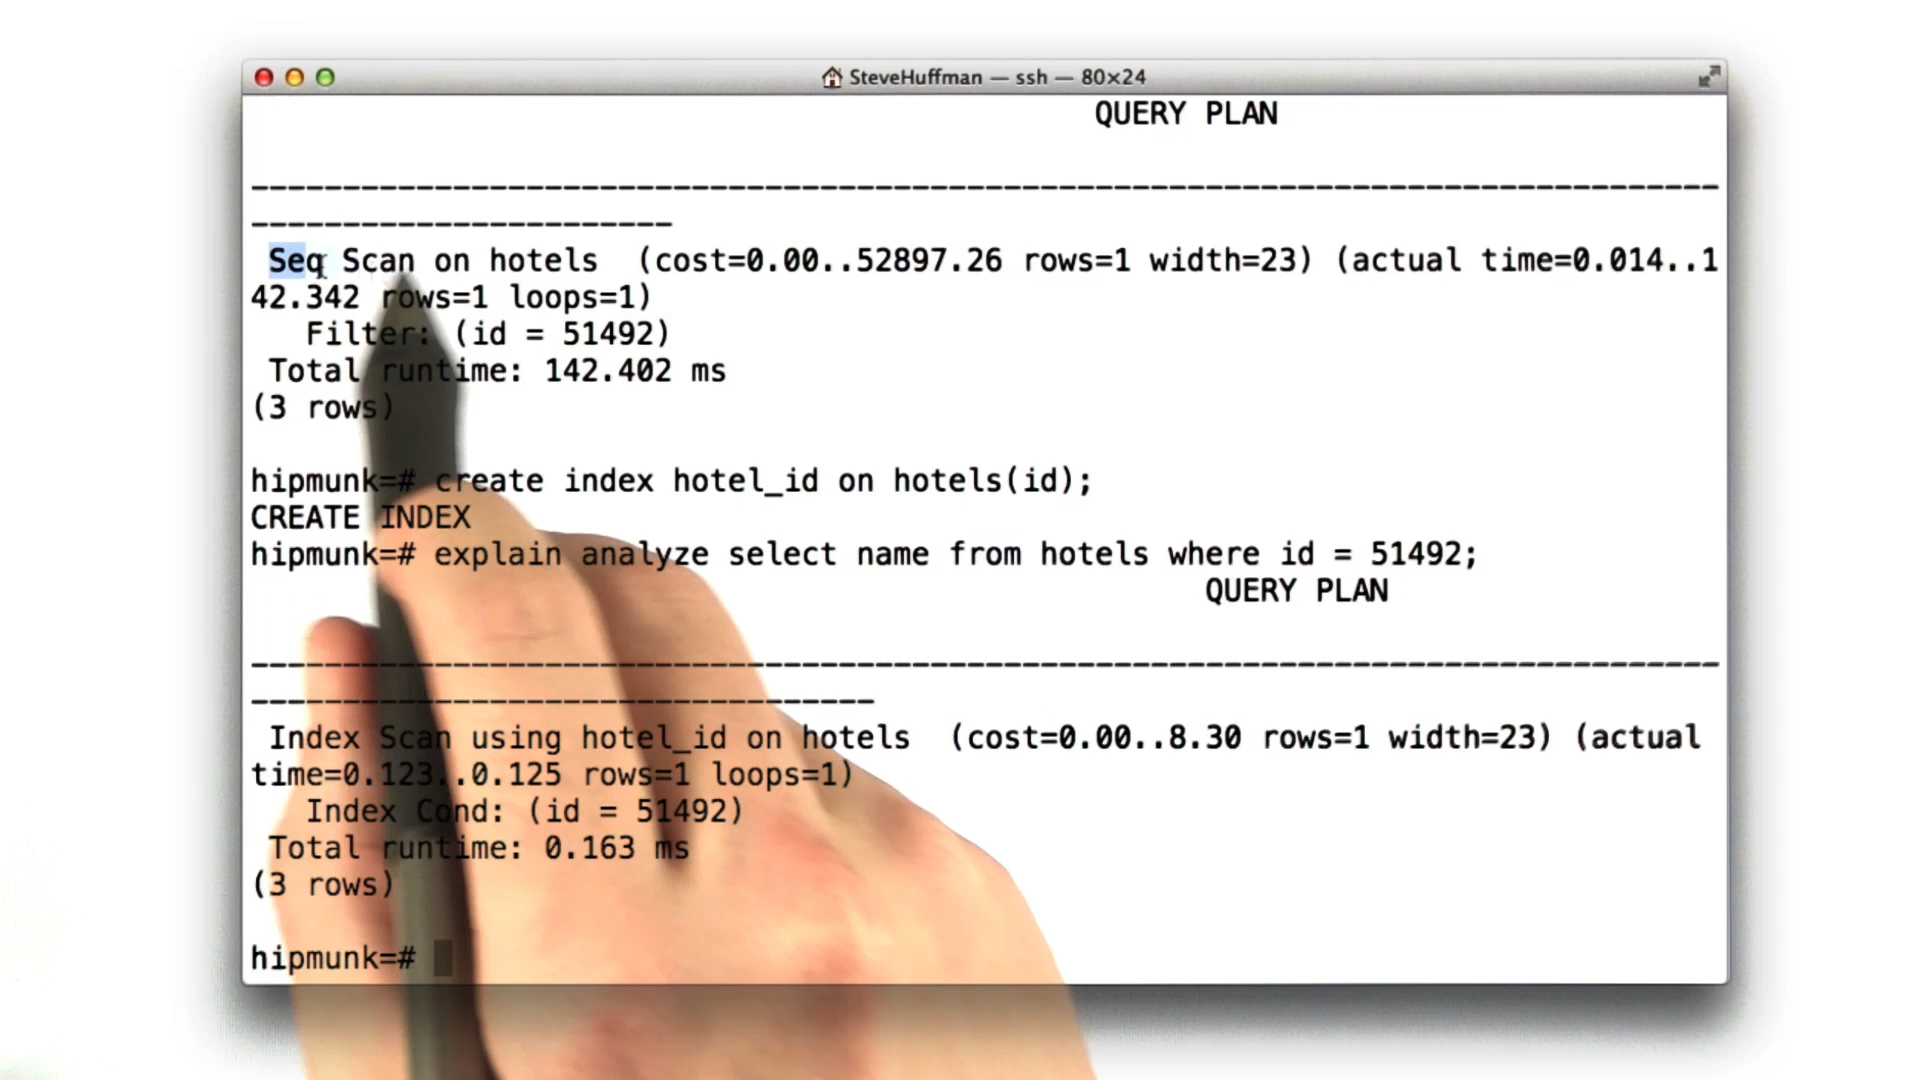 SteveHuffman — ssh — 80×24
QUERY PLAN
--------------------------------------------------------------------------------
-----------------------
Seq Scan on hotels (cost=0.00..52897.26 rows=1 width=23) (actual time=0.014..1
42.342 rows=1 loops=1)
Filter: (id = 51492)
Total runtime: 142.402 ms
(3 rows)
hipmunk=# create index hotel_id on hotels(id);
CREATE INDEX
hipmunk=# explain analyze select name from hotels where id = 51492;
QUERY PLAN
--------------------------------------------------------------------------------
----------------------------------
Index Scan using hotel_id on hotels (cost=0.00..8.30 rows=1 width=23) (actual
time=0.123..0.125 rows=1 loops=1)
Index Cond: (id = 51492)
Total runtime: 0.163 ms
(3 rows)
hipmunk=#